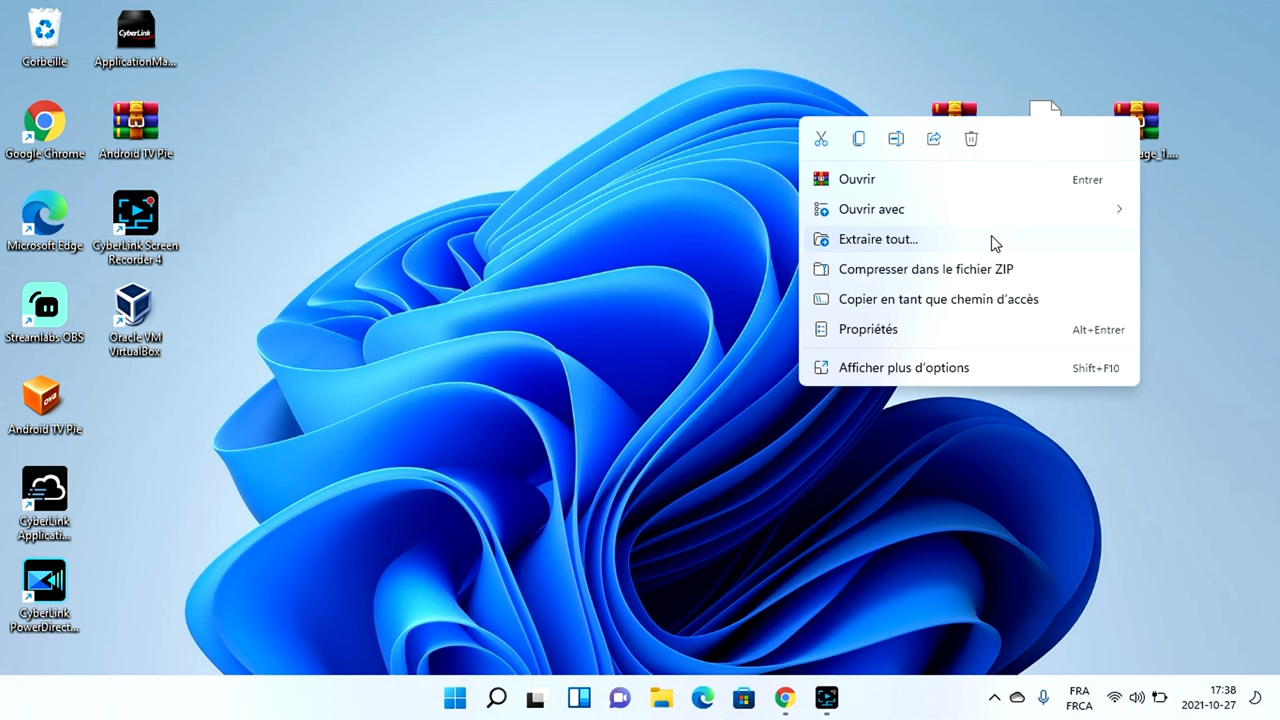 Corbeille
CyberLink
ApplicationMa...
Google Chrome
Android TV Pie
Microsoft Edge
CyberLink Screen
Recorder 4
Streamlabs OBS
Oracle VM
VirtualBox
ova
Android TV Pie
CyberLink
Applicati...
CyberLink
PowerDirect...
age_1....
Ouvrir Entrer
Ouvrir avec
Extraire tout...
Compresser dans le fichier ZIP
Copier en tant que chemin d'accès
Propriétés Alt+Entrer
Afficher plus d'options Shift+F10
FRA
FRCA
17:38
2021-10-27